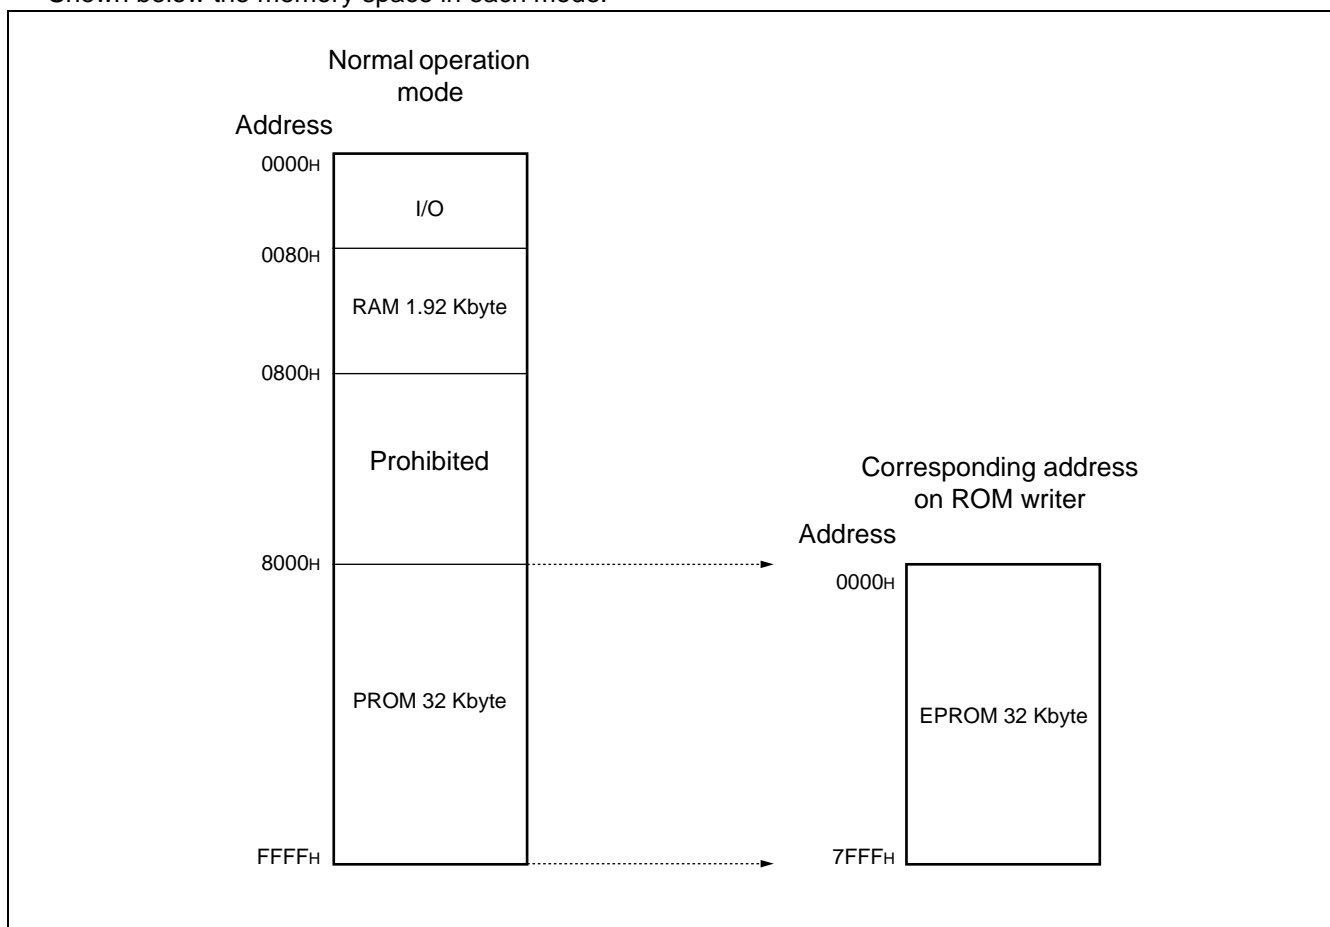 Shown below the memory space in each mode.
Normal operation
mode
Address
0000H
I/O
0080H
RAM 1.92 Kbyte
0800H
Prohibited
8000H
PROM 32 Kbyte
FFFFH
Corresponding address
on ROM writer
Address
0000H
EPROM 32 Kbyte
7FFFH